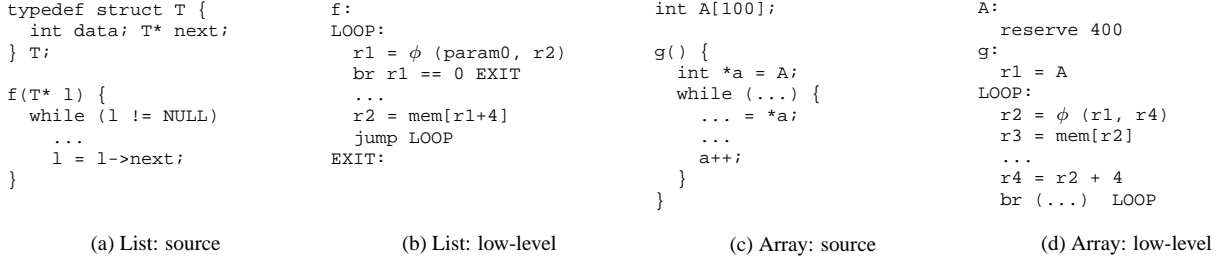 typedef struct T {
  int data; T* next;
} T;

f(T* l) {
  while (l != NULL)
    ...
    l = l->next;
}
(a) List: source
f:
LOOP:
  r1 = ϕ (param0, r2)
  br r1 == 0 EXIT
  ...
  r2 = mem[r1+4]
  jump LOOP
EXIT:
(b) List: low-level
int A[100];

g() {
  int *a = A;
  while (...) {
    ... = *a;
    ...
    a++;
  }
}
(c) Array: source
A:
  reserve 400
g:
  r1 = A
LOOP:
  r2 = ϕ (r1, r4)
  r3 = mem[r2]
  ...
  r4 = r2 + 4
  br (...)  LOOP
(d) Array: low-level